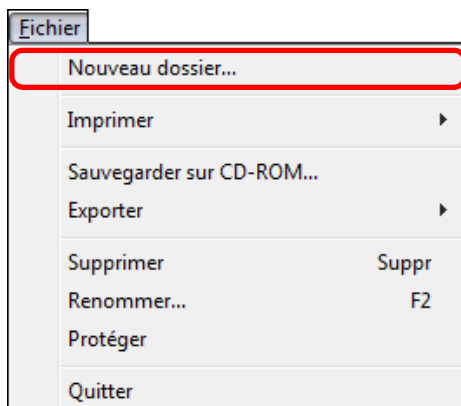 Fichier
Nouveau dossier...
Imprimer
Sauvegarder sur CD-ROM...
Exporter
Supprimer Suppr
Renommer... F2
Protéger
Quitter